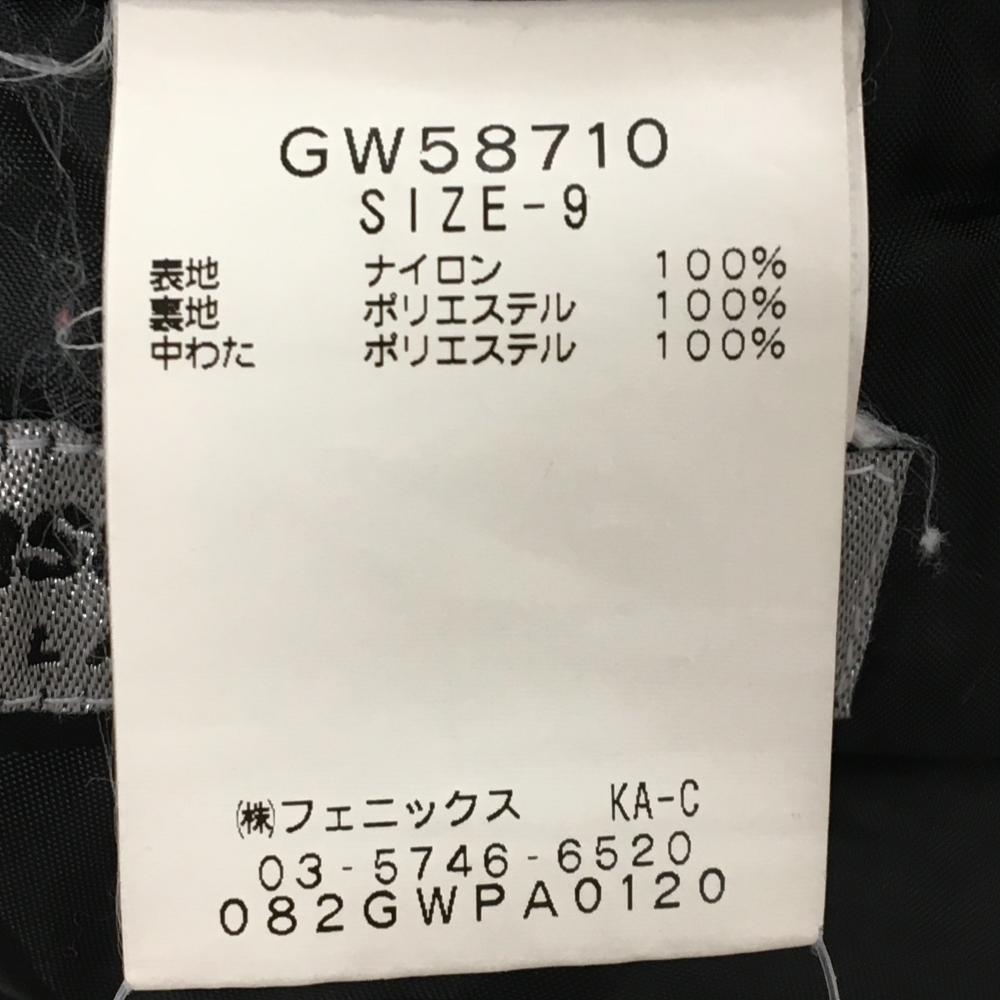 GW58710
SIZE-9
表地 ナイロン 100%
裏地 ポリエステル 100%
中わた ポリエステル 100%
㈱フェニックス KA-C
03-5746-6520
082GWPA0120